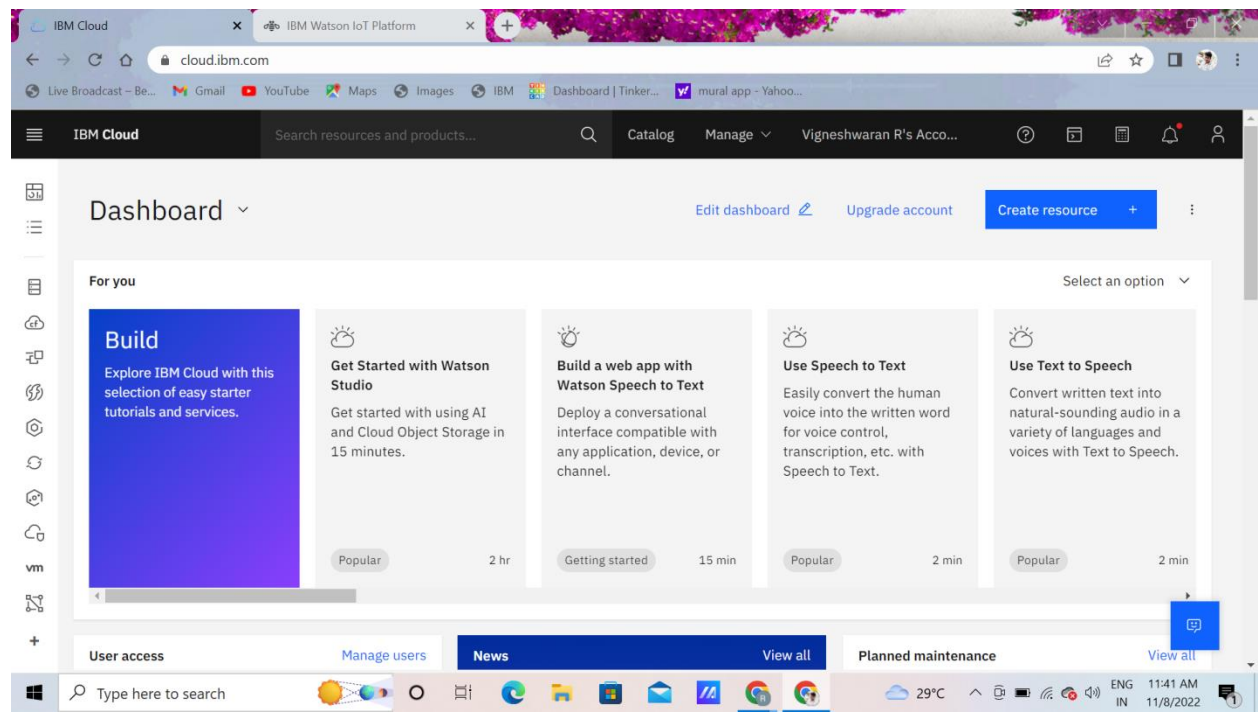 IBM Cloud
IBM Watson IoT Platform
cloud.ibm.com
Live Broadcast – Be... Gmail YouTube Maps Images IBM Dashboard | Tinker... mural app - Yahoo...
IBM Cloud Search resources and products... Catalog Manage Vigneshwaran R's Acco...
Dashboard Edit dashboard Upgrade account Create resource +
For you Select an option
Build
Explore IBM Cloud with this
selection of easy starter
tutorials and services.
Get Started with Watson
Studio
Get started with using AI
and Cloud Object Storage in
15 minutes.
Popular 2 hr
Build a web app with
Watson Speech to Text
Deploy a conversational
interface compatible with
any application, device, or
channel.
Getting started 15 min
Use Speech to Text
Easily convert the human
voice into the written word
for voice control,
transcription, etc. with
Speech to Text.
Popular 2 min
Use Text to Speech
Convert written text into
natural-sounding audio in a
variety of languages and
voices with Text to Speech.
Popular 2 min
cf
vm
User access Manage users
News View all
Planned maintenance View all
Type here to search
29°C
ENG
IN
11:41 AM
11/8/2022
1